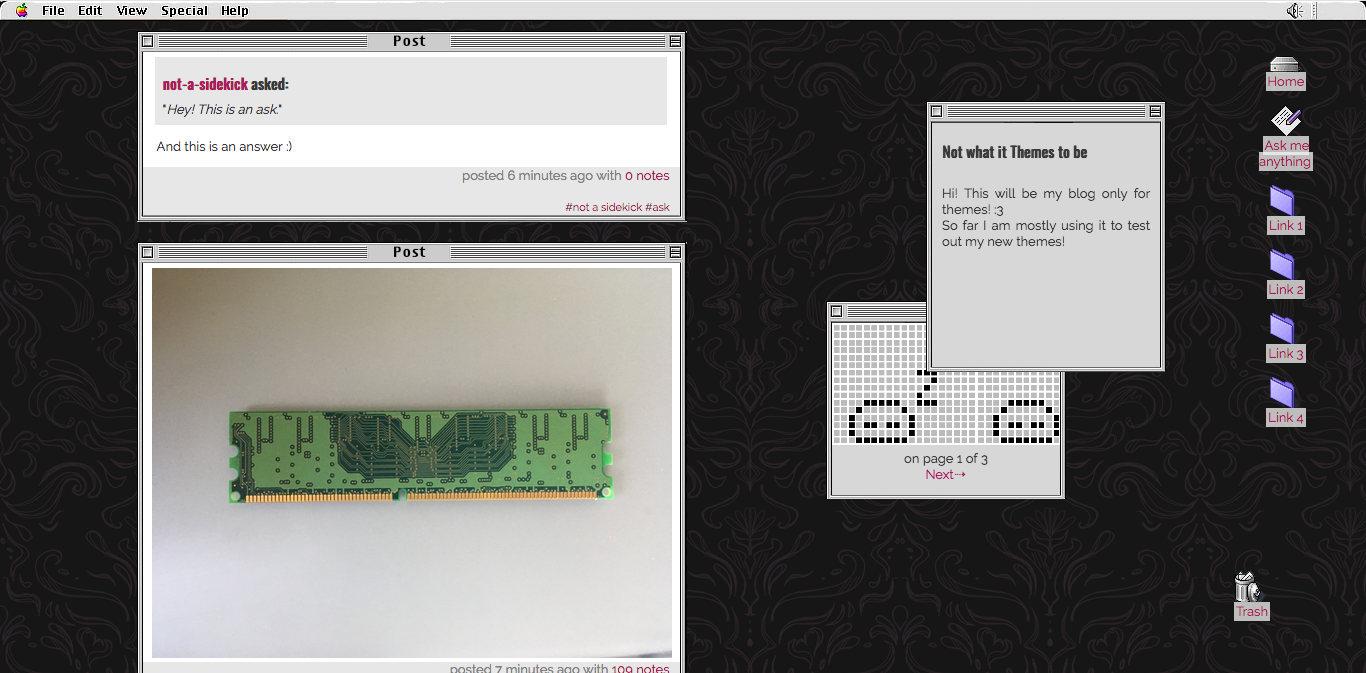 File Edit View Special Help
Post
not-a-sidekick asked:
"Hey! This is an ask."
And this is an answer :)
posted 6 minutes ago with 0 notes
#not a sidekick #ask
Post
posted 7 minutes ago with 109 notes
Not what it Themes to be
Hi! This will be my blog only for
themes! :3
So far I am mostly using it to test
out my new themes!
on page 1 of 3
Next⇢
Home
Ask me
anything
Link 1
Link 2
Link 3
Link 4
Trash